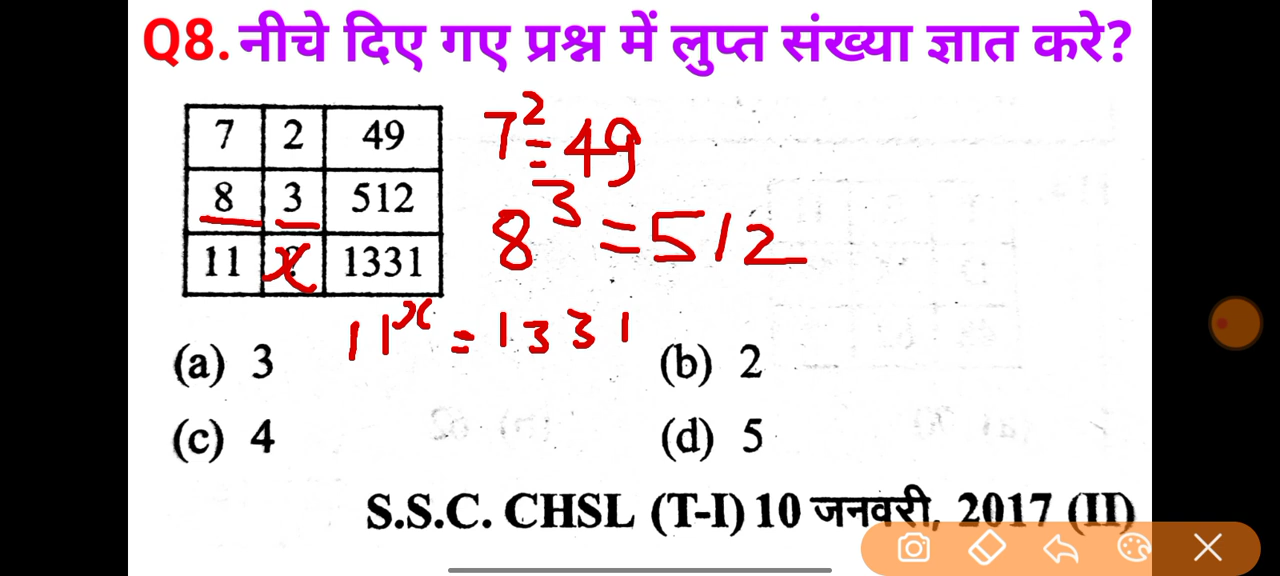 Q8. नीचे दिए गए प्रश्न में लुप्त संख्या ज्ञात करे?
7 2 49
8 3 512
11 x 1331
7² = 49
8³ = 512
11ˣ = 1331
(a) 3 (b) 2
(c) 4 (d) 5
S.S.C. CHSL (T-I) 10 जनवरी, 2017 (II)